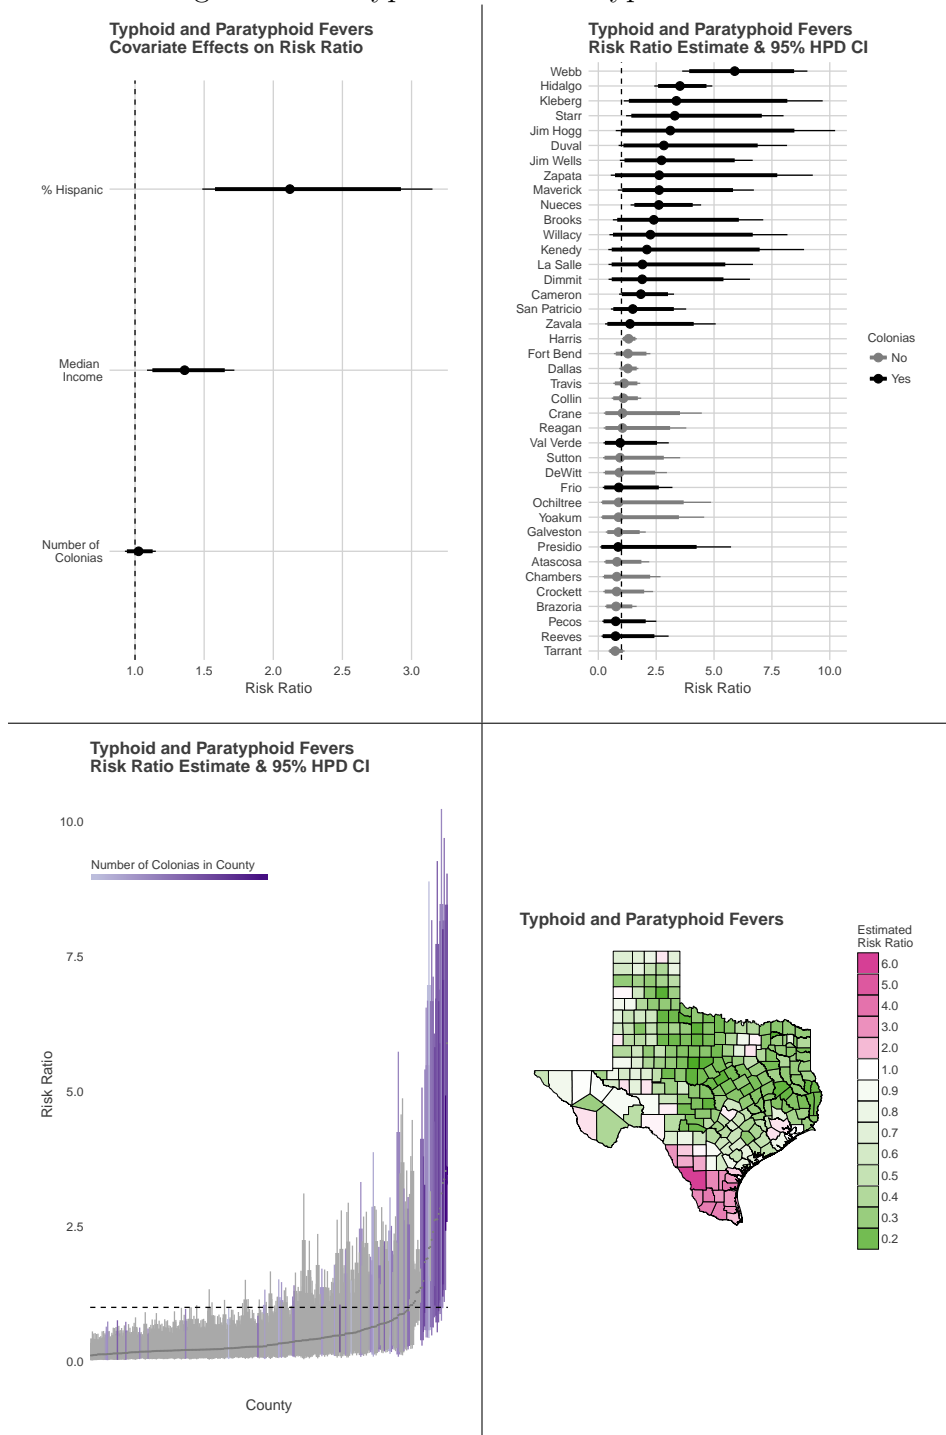 Typhoid and Paratyphoid Fevers
Covariate Effects on Risk Ratio
% Hispanic
Median
Income
Number of
Colonias
1.0 1.5 2.0 2.5 3.0
Risk Ratio
Typhoid and Paratyphoid Fevers
Risk Ratio Estimate & 95% HPD CI
Webb
Hidalgo
Kleberg
Starr
Jim Hogg
Duval
Jim Wells
Zapata
Maverick
Nueces
Brooks
Willacy
Kenedy
La Salle
Dimmit
Cameron
San Patricio
Zavala
Harris
Fort Bend
Dallas
Travis
Collin
Crane
Reagan
Val Verde
Sutton
DeWitt
Frio
Ochiltree
Yoakum
Galveston
Presidio
Atascosa
Chambers
Crockett
Brazoria
Pecos
Reeves
Tarrant
0.0 2.5 5.0 7.5 10.0
Risk Ratio
Colonias
No
Yes
Typhoid and Paratyphoid Fevers
Risk Ratio Estimate & 95% HPD CI
10.0
7.5
5.0
2.5
0.0
Risk Ratio
Number of Colonias in County
County
Typhoid and Paratyphoid Fevers
Estimated
Risk Ratio
6.0
5.0
4.0
3.0
2.0
1.0
0.9
0.8
0.7
0.6
0.5
0.4
0.3
0.2